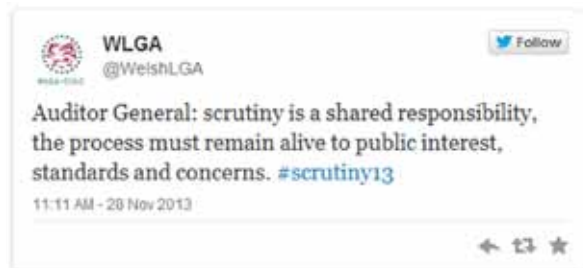 WLGA
Follow
@WelshLGA
Auditor General: scrutiny is a shared responsibility,
the process must remain alive to public interest,
standards and concerns. #scrutiny13
11:11 AM - 28 Nov 2013